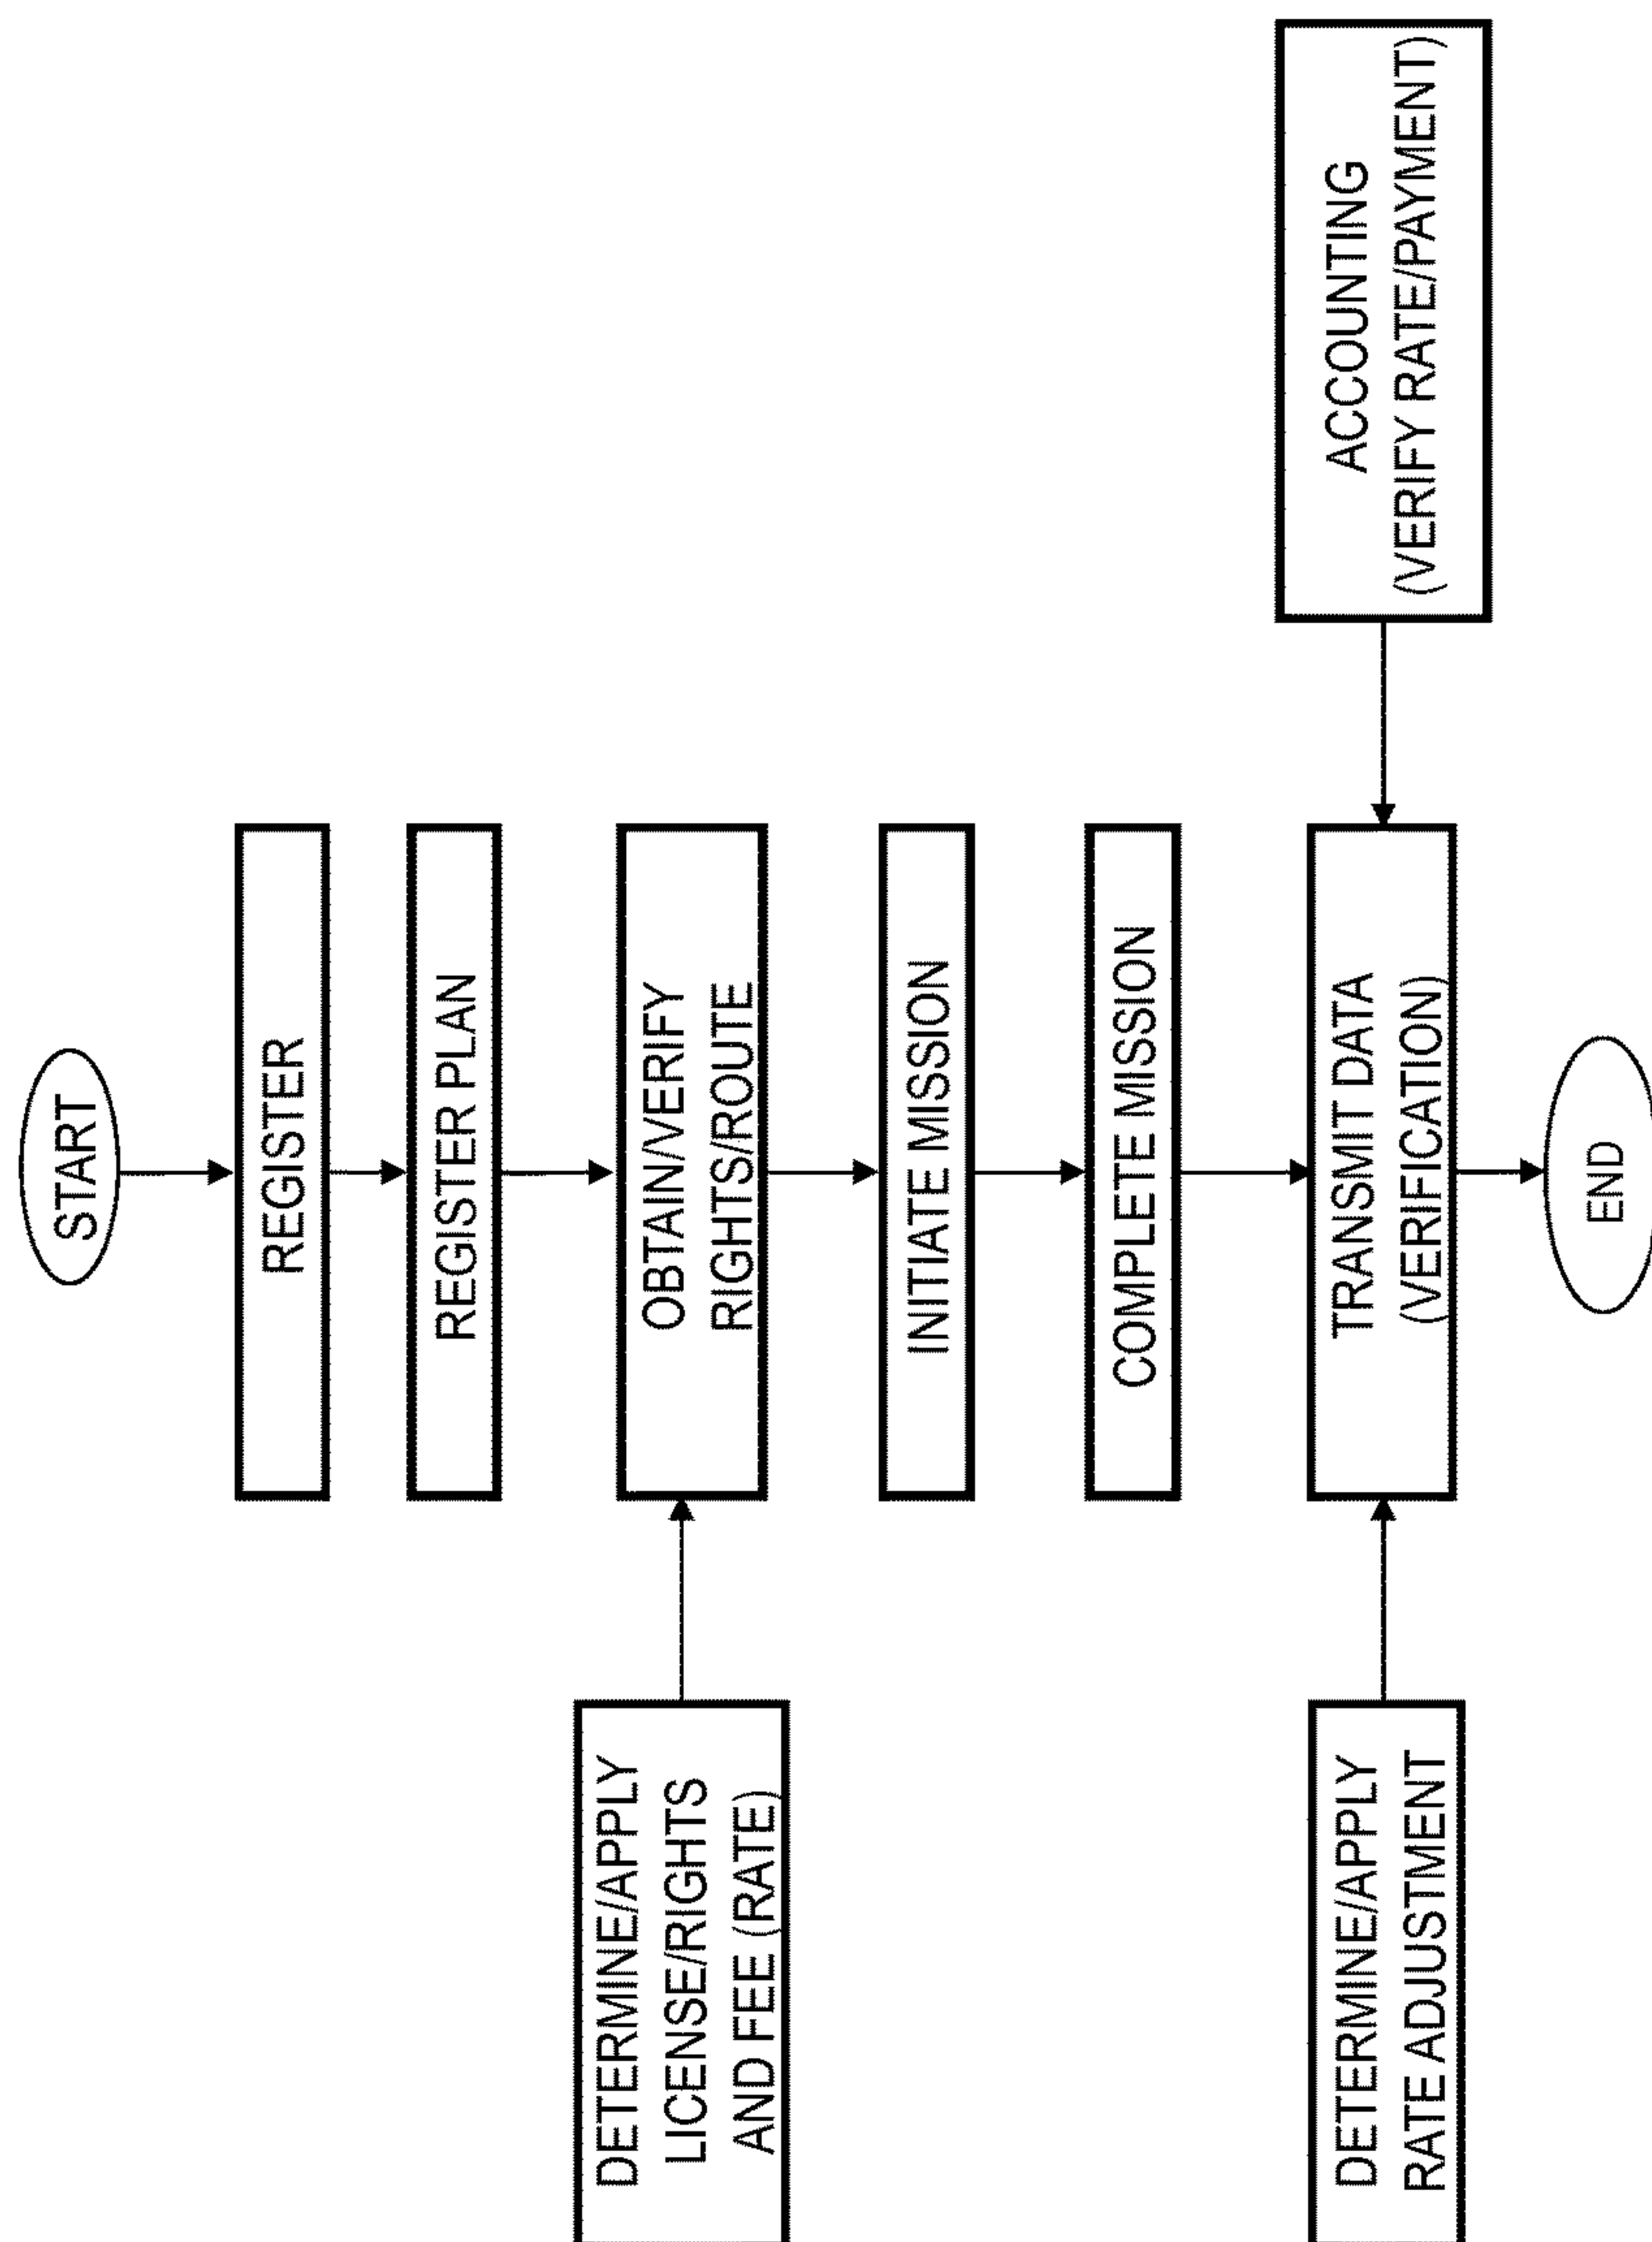 START
REGISTER
REGISTER PLAN
DETERMINE/APPLY
LICENSE/RIGHTS
AND FEE (RATE)
OBTAIN/VERIFY
RIGHTS/ROUTE
INITIATE MISSION
COMPLETE MISSION
DETERMINE/APPLY
RATE ADJUSTMENT
TRANSMIT DATA
(VERIFICATION)
ACCOUNTING
(VERIFY RATE/PAYMENT)
END